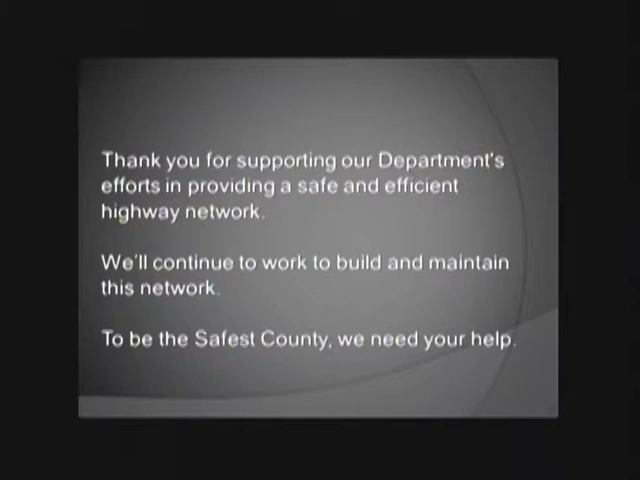 Thank you for supporting our Department's
efforts in providing a safe and efficient
highway network.
We'll continue to work to build and maintain
this network.
To be the Safest County, we need your help.